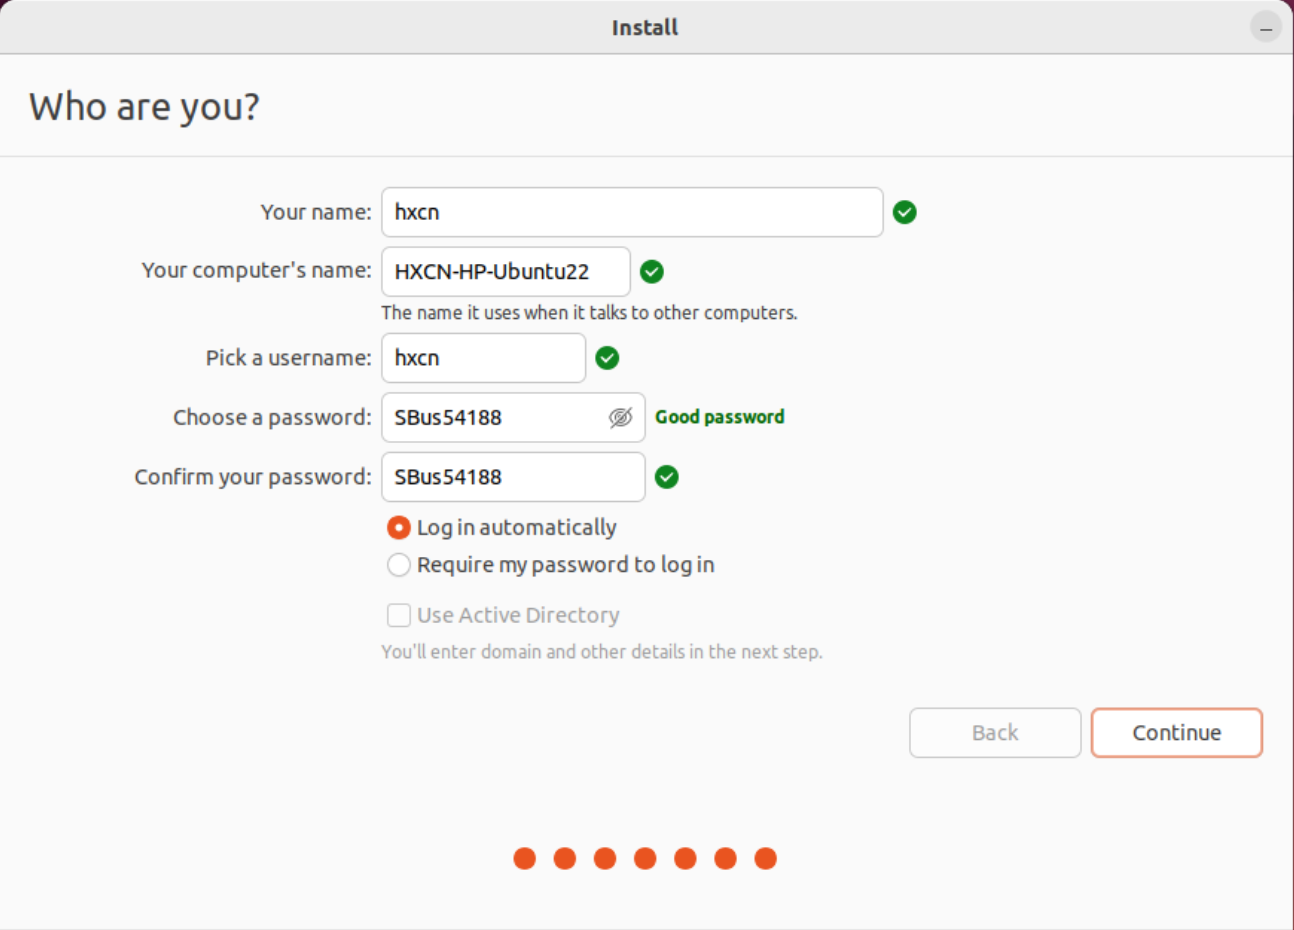 Install
Who are you?
Your name: hxcn
Your computer's name: HXCN-HP-Ubuntu22
The name it uses when it talks to other computers.
Pick a username: hxcn
Choose a password: SBus54188 Good password
Confirm your password: SBus54188
Log in automatically
Require my password to log in
Use Active Directory
You'll enter domain and other details in the next step.
Back Continue